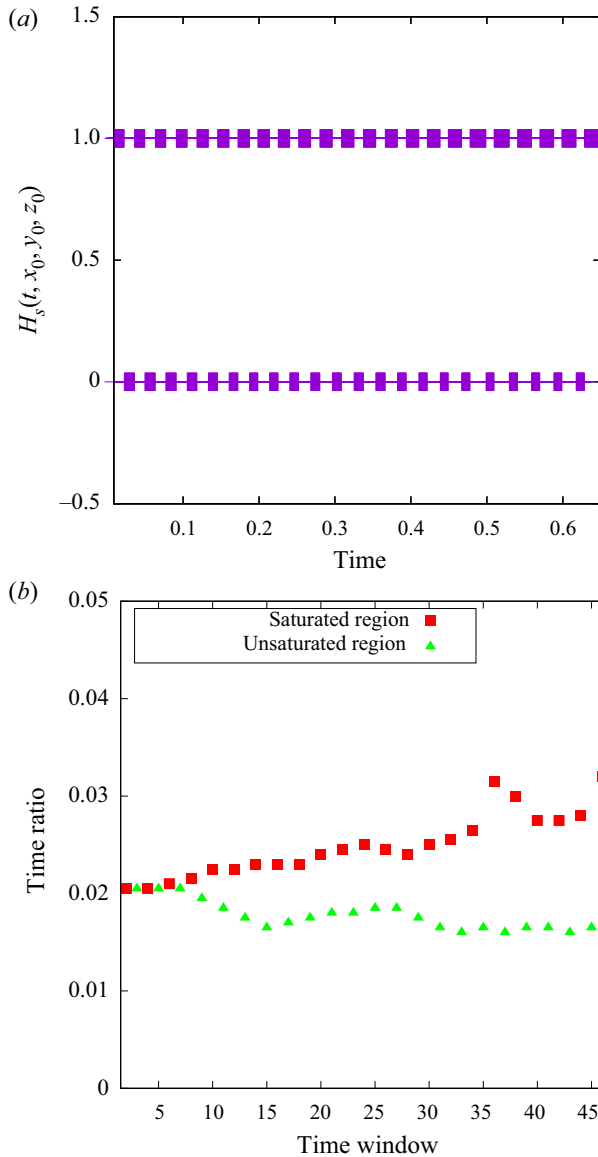 (a)
1.5
1.0
0.5
0
–0.5
H_s(t, x_0, y_0, z_0)
0.1 0.2 0.3 0.4 0.5 0.6
Time
(b)
0.05
0.04
0.03
0.02
0.01
0
Time ratio
Saturated region
Unsaturated region
5 10 15 20 25 30 35 40 45
Time window